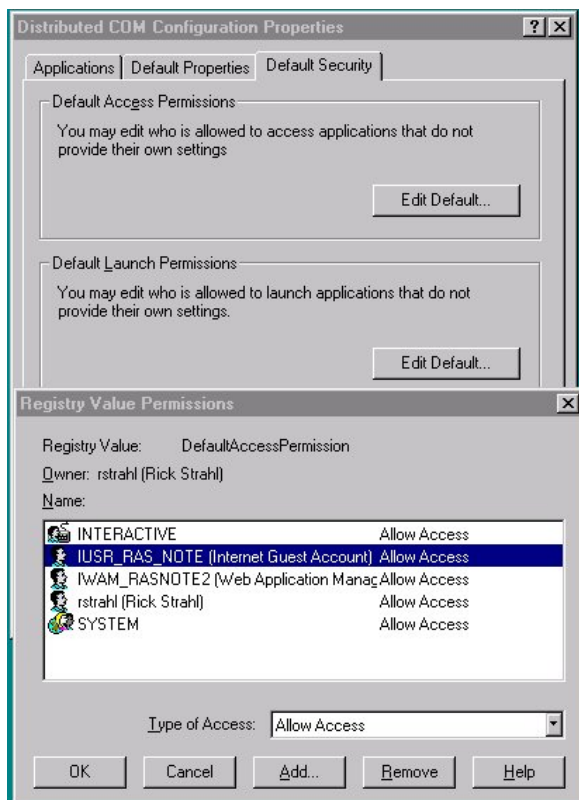 Distributed COM Configuration Properties
Applications Default Properties Default Security
Default Access Permissions
You may edit who is allowed to access applications that do not
provide their own settings
Edit Default...
Default Launch Permissions
You may edit who is allowed to launch applications that do not
provide their own settings.
Edit Default...
Registry Value Permissions
Registry Value: DefaultAccessPermission
Owner: rstrahl (Rick Strahl)
Name:
INTERACTIVE Allow Access
IUSR_RAS_NOTE (Internet Guest Account) Allow Access
IWAM_RASNOTE2 (Web Application Manag Allow Access
rstrahl (Rick Strahl) Allow Access
SYSTEM Allow Access
Type of Access: Allow Access
OK Cancel Add... Remove Help